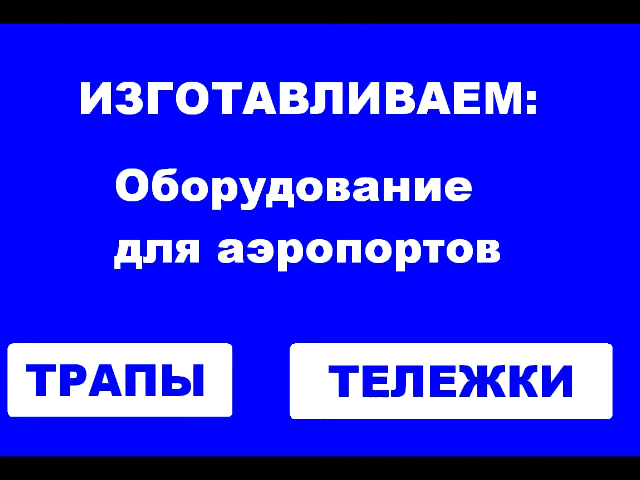 ИЗГОТАВЛИВАЕМ:
Оборудование
для аэропортов
ТРАПЫ
ТЕЛЕЖКИ